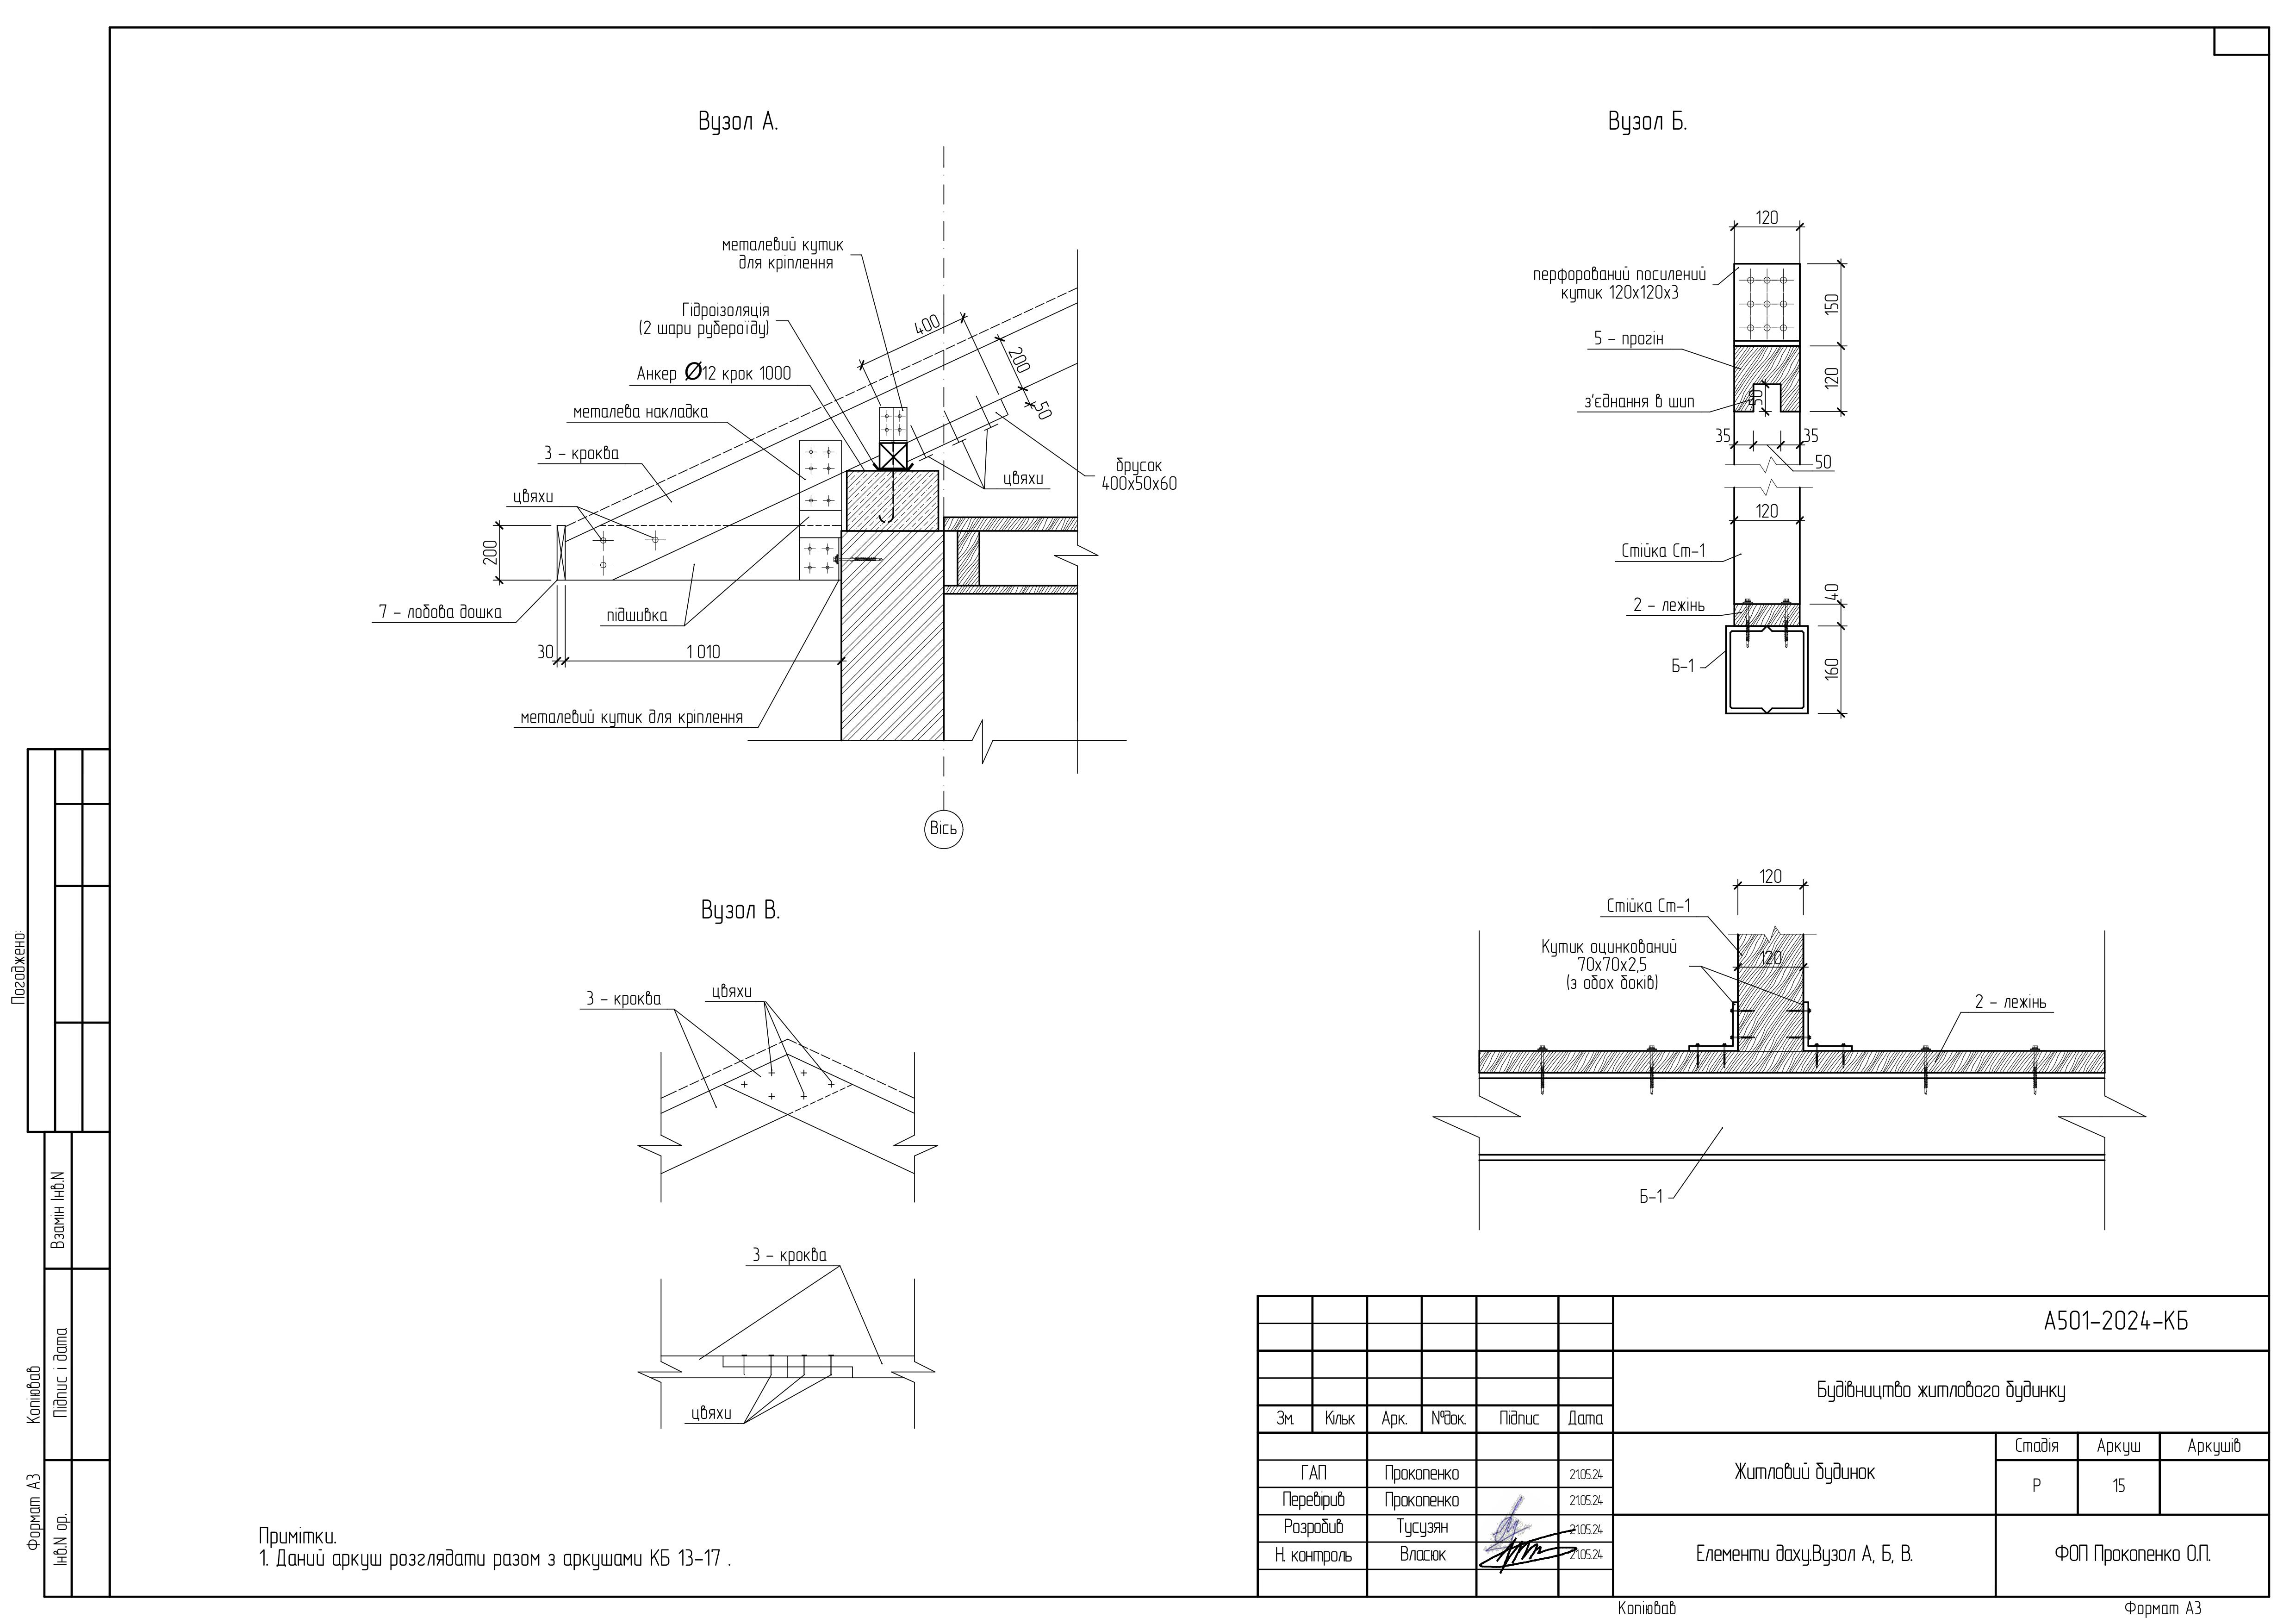 Вузол А.
металевий кутик
для кріплення
Гідроізоляція
(2 шари рубероїду)
Анкер Ø12 крок 1000
металева накладка
3 - кроква
цвяхи
400
200
50
цвяхи
брусок
400х50х60
200
7 - лобова дошка
підшивка
30
1 010
металевий кутик для кріплення
Вісь
Вузол Б.
120
перфорований посилений
кутик 120х120х3
150
5 - прогін
120
з'єднання в шип
50
35
35
50
120
Стійка Ст-1
40
2 - лежінь
Б-1
160
120
Стійка Ст-1
Кутик оцинкований
70х70х2,5
(з обох боків)
120
2 - лежінь
Б-1
Вузол В.
3 - кроква
цвяхи
3 - кроква
цвяхи
Примітки.
1. Даний аркуш розглядати разом з аркушами КБ 13-17 .
Погоджено:
Взамін Інв.N
Підпис і дата
Інв.N ор.
Копіював
Формат А3
А501-2024-КБ
Будівництво житлового будинку
Зм. Кільк Арк. №док. Підпис Дата
Житловий будинок
Стадія Аркуш Аркушів
Р 15
ГАП Прокопенко 21.05.24
Перевірив Прокопенко 21.05.24
Розробив Тусузян 21.05.24
Н. контроль Власюк 21.05.24
Елементи даху.Вузол А, Б, В.
ФОП Прокопенко О.П.
Копіював
Формат А3